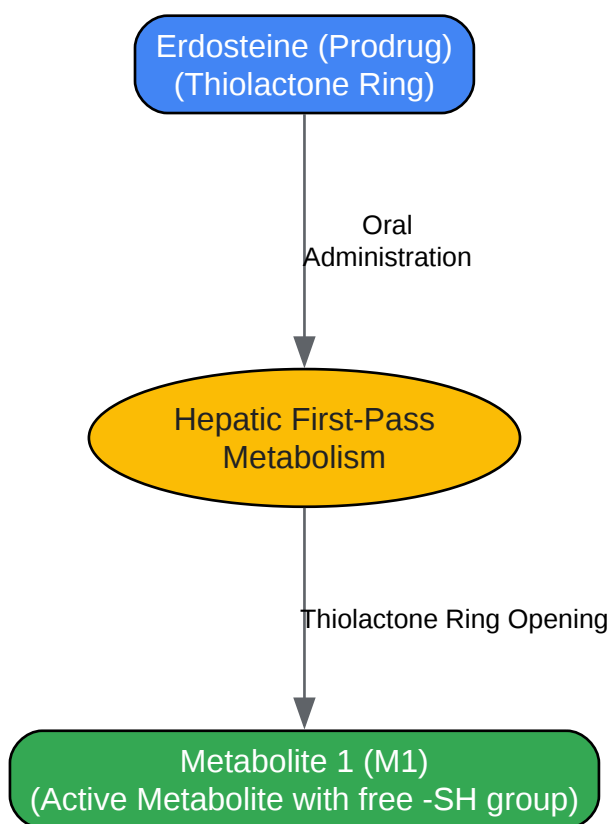 Erdosteine (Prodrug)
(Thiolactone Ring)
Oral
Administration
Hepatic First-Pass
Metabolism
Thiolactone Ring Opening
Metabolite 1 (M1)
(Active Metabolite with free -SH group)